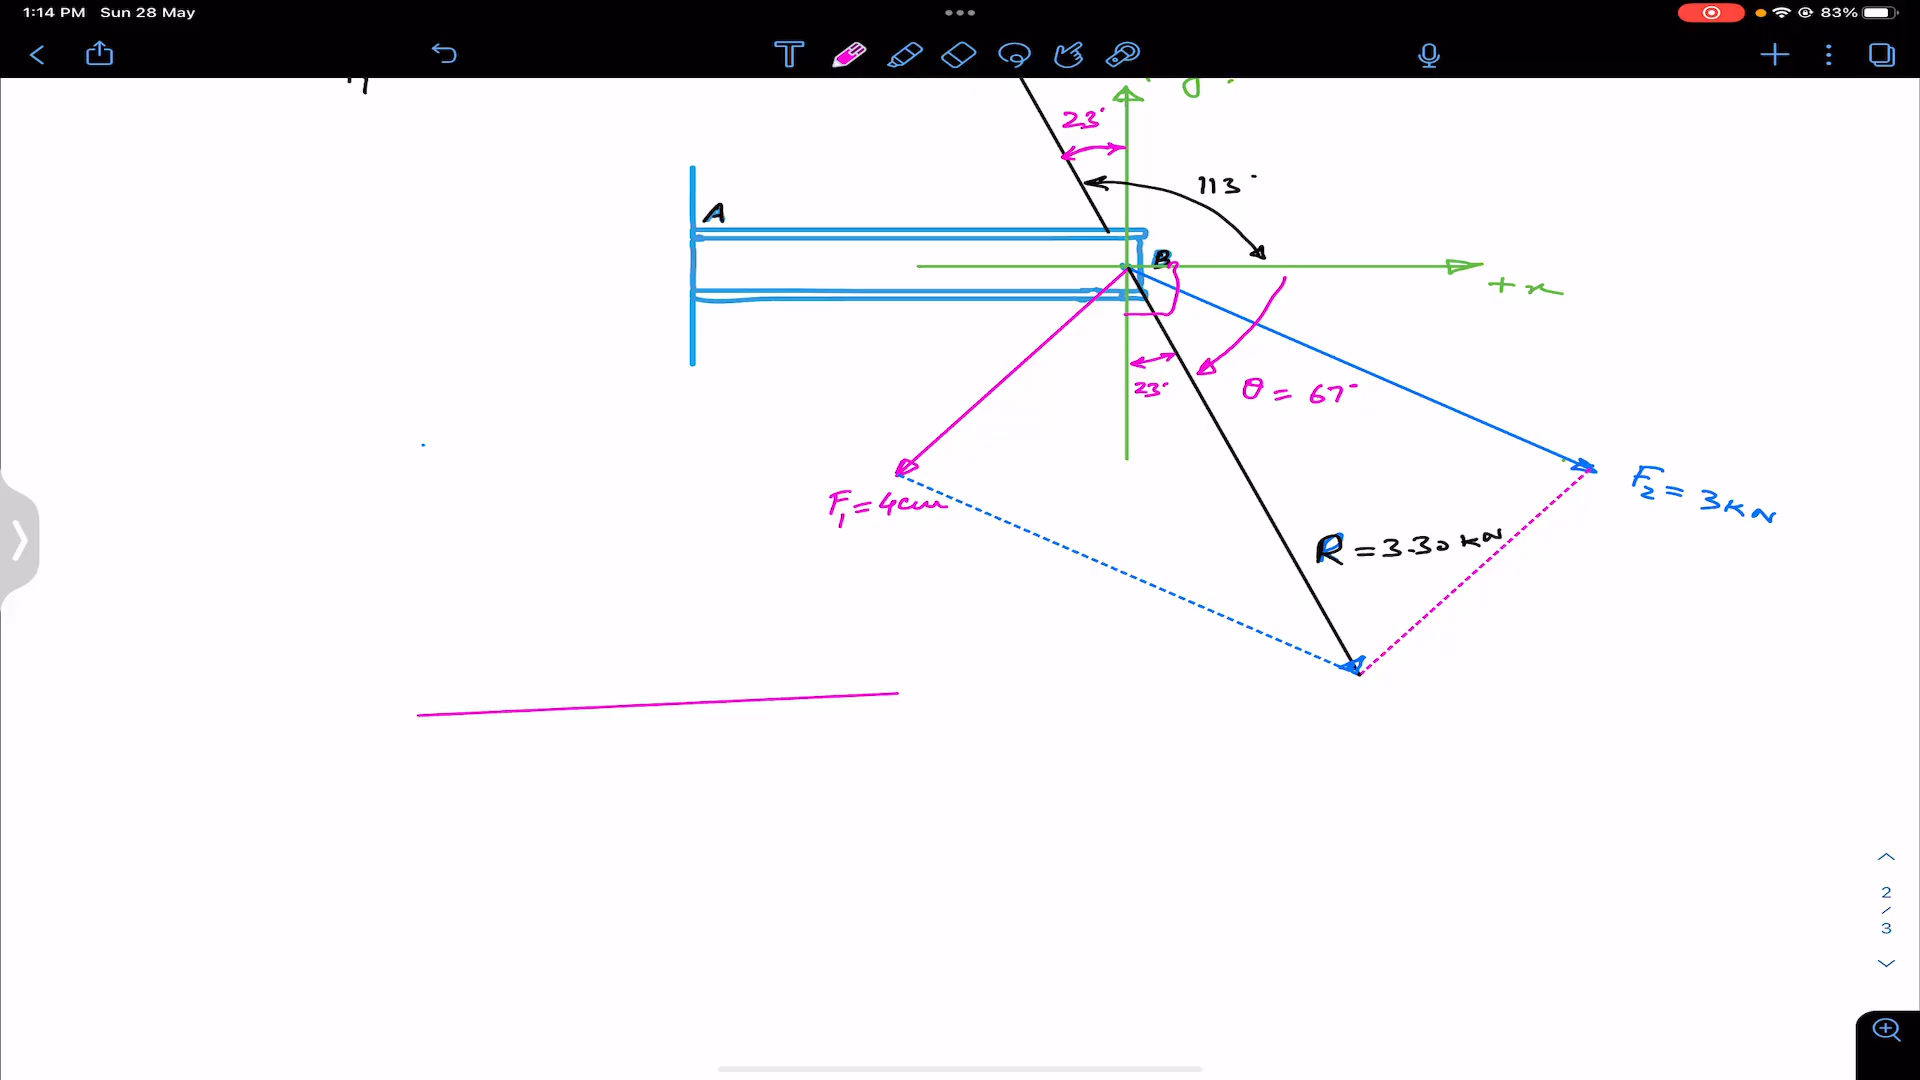 1:14 PM Sun 28 May
83%
23°
113°
A
B
+x
23°
θ = 67°
F₁ = 4cm
F₂ = 3kN
R = 3.30 kN
2
/
3